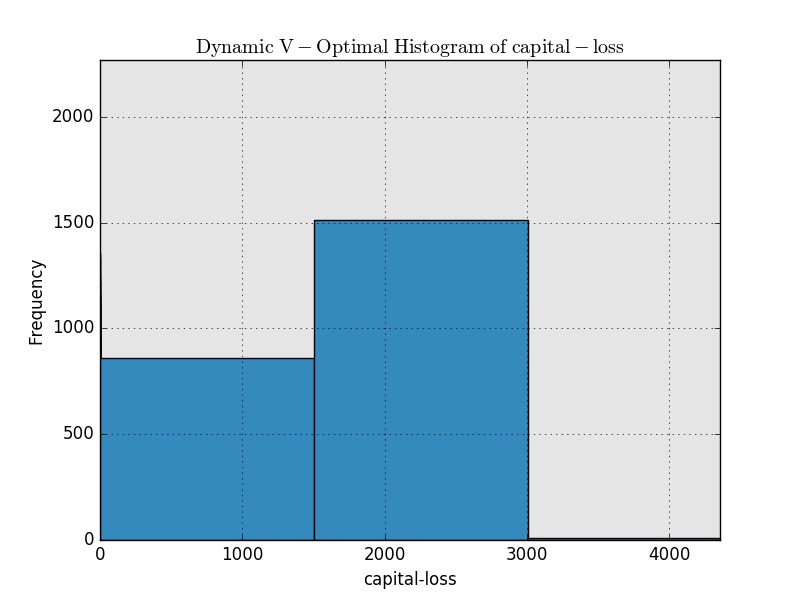 Dynamic V − Optimal Histogram of capital − loss
2000
1500
1000
500
0
Frequency
0 1000 2000 3000 4000
capital-loss